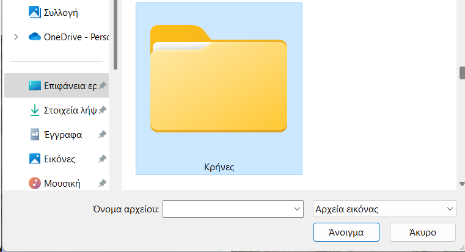 Συλλογή
OneDrive - Perso
Επιφάνεια ερ
Στοιχεία λήψ
Έγγραφα
Εικόνες
Μουσική
Κρήνες
Όνομα αρχείου:
Αρχεία εικόνας
Άνοιγμα
Άκυρο